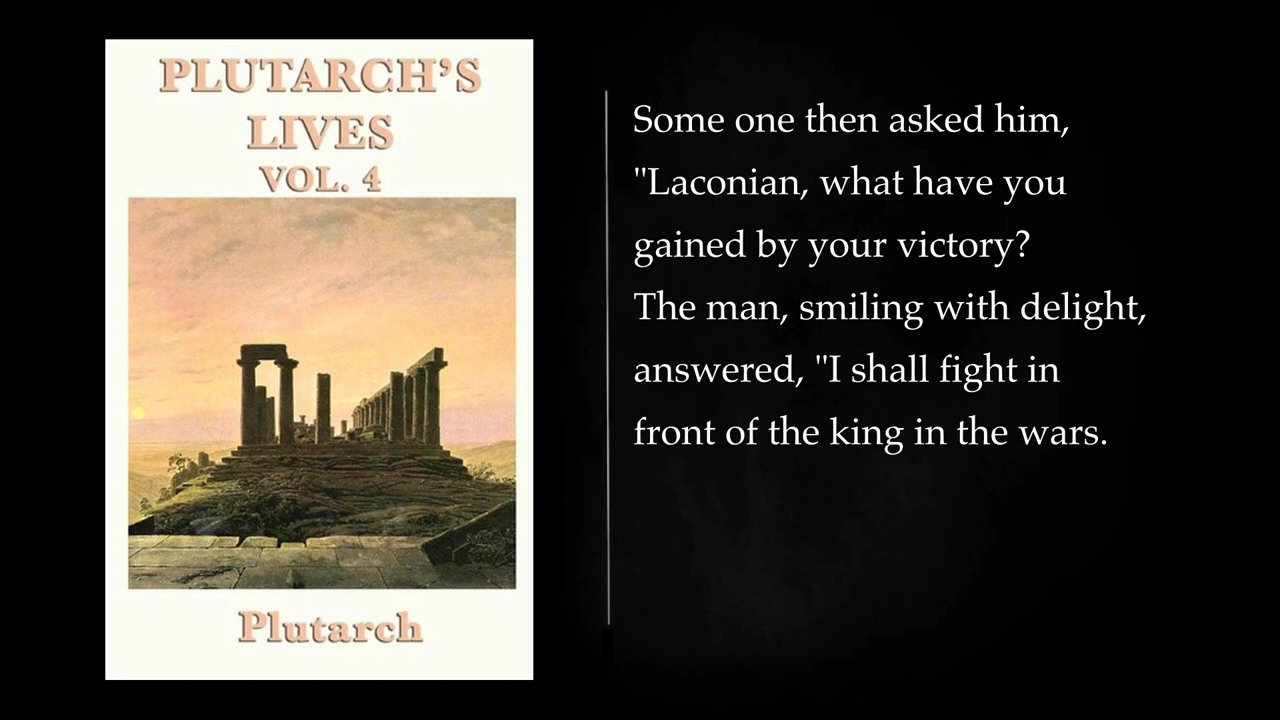 PLUTARCH'S
LIVES
VOL. 4
Plutarch
Some one then asked him,
"Laconian, what have you
gained by your victory?
The man, smiling with delight,
answered, "I shall fight in
front of the king in the wars.